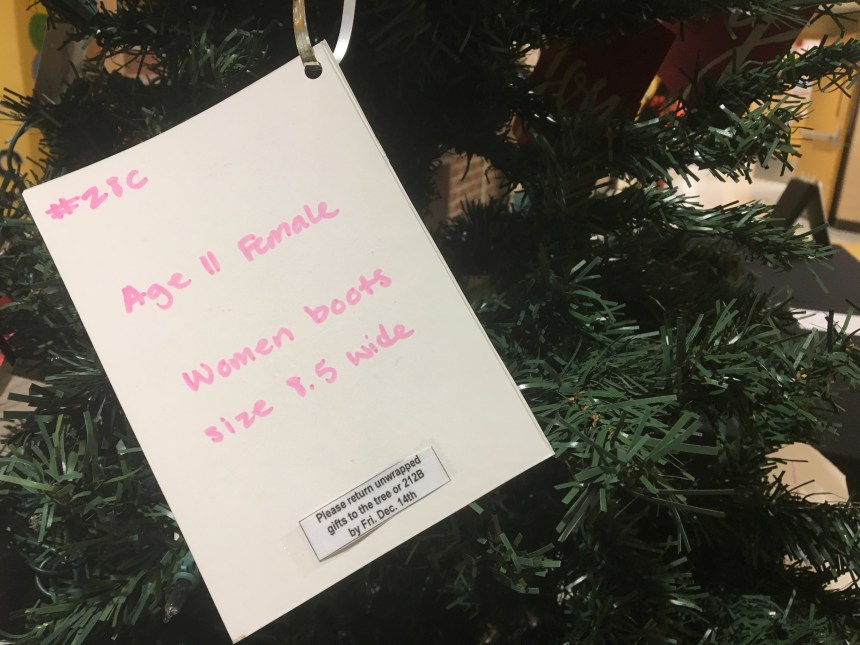 #28C
Age 11 Female
Women boots
size 8.5 wide
Please return unwrapped
gifts to the tree or 212B
by Fri. Dec. 14th